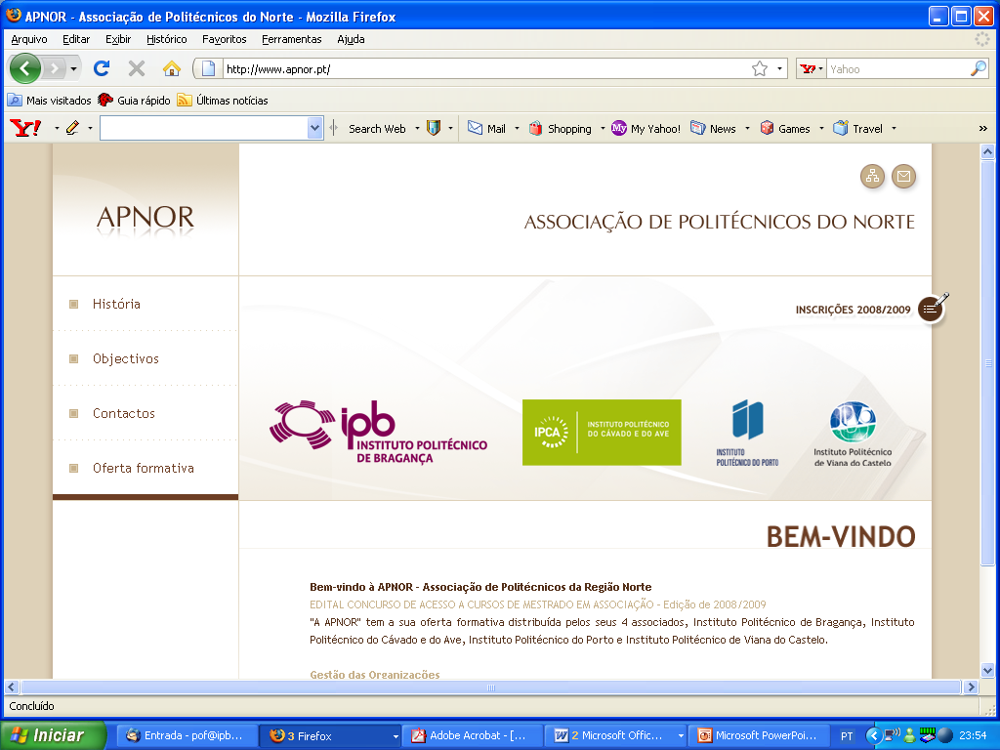 APNOR - Associação de Politécnicos do Norte - Mozilla Firefox
Arquivo Editar Exibir Histórico Favoritos Ferramentas Ajuda
http://www.apnor.pt/
Yahoo
Mais visitados Guia rápido Últimas notícias
Y! Search Web Mail Shopping My Yahoo! News Games Travel »
APNOR
ASSOCIAÇÃO DE POLITÉCNICOS DO NORTE
História
Objectivos
Contactos
Oferta formativa
INSCRIÇÕES 2008/2009
ipb
INSTITUTO POLITÉCNICO
DE BRAGANÇA
IPCA
INSTITUTO POLITÉCNICO
DO CÁVADO E DO AVE
INSTITUTO
POLITÉCNICO DO PORTO
Instituto Politécnico
de Viana do Castelo
BEM-VINDO
Bem-vindo à APNOR - Associação de Politécnicos da Região Norte
EDITAL CONCURSO DE ACESSO A CURSOS DE MESTRADO EM ASSOCIAÇÃO - Edição de 2008/2009
"A APNOR" tem a sua oferta formativa distribuída pelos seus 4 associados, Instituto Politécnico de Bragança, Instituto
Politécnico do Cávado e do Ave, Instituto Politécnico do Porto e Instituto Politécnico de Viana do Castelo.
Gestão das Organizações
Concluído
Iniciar Entrada - pof@ipb... 3 Firefox Adobe Acrobat - [... 2 Microsoft Offic... Microsoft PowerPoi... PT 23:54